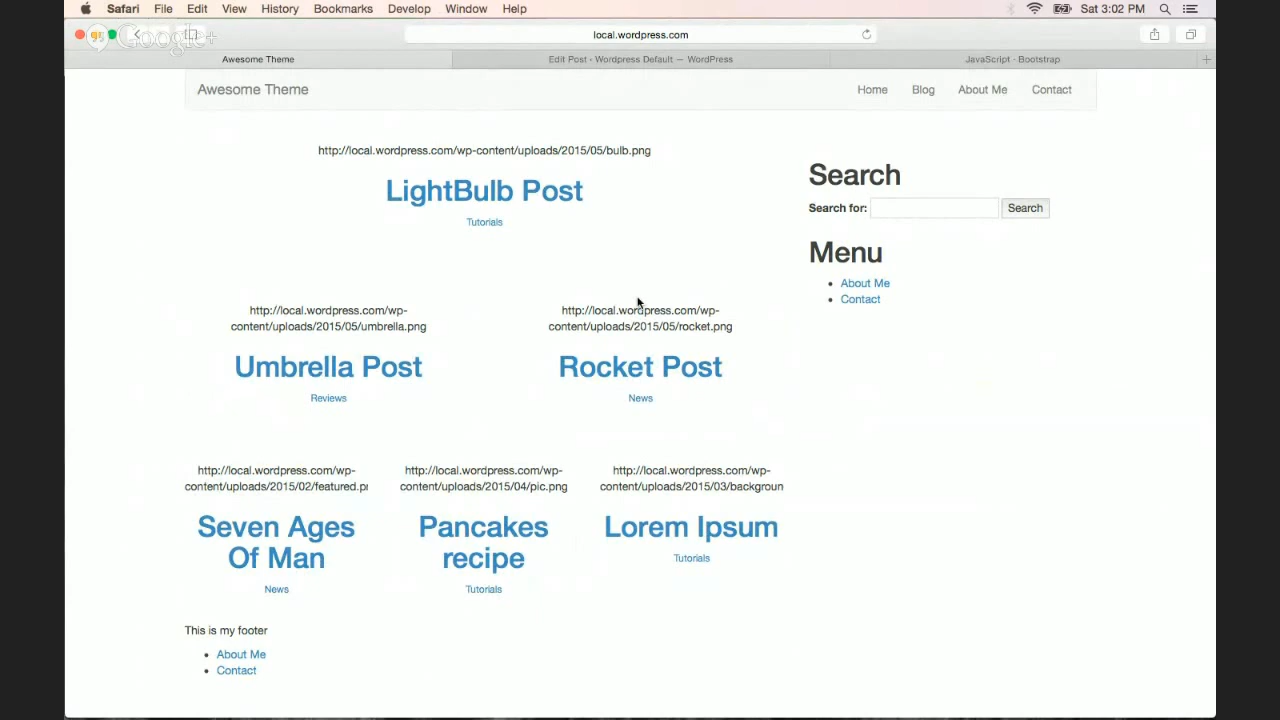 Safari File Edit View History Bookmarks Develop Window Help Sat 3:02 PM
Google+
local.wordpress.com
Awesome Theme Edit Post ‹ Wordpress Default — WordPress JavaScript · Bootstrap
Awesome Theme Home Blog About Me Contact
http://local.wordpress.com/wp-content/uploads/2015/05/bulb.png
LightBulb Post
Tutorials
Search
Search for: Search
Menu
About Me
Contact
http://local.wordpress.com/wp-
content/uploads/2015/05/umbrella.png
Umbrella Post
Reviews
http://local.wordpress.com/wp-
content/uploads/2015/05/rocket.png
Rocket Post
News
http://local.wordpress.com/wp-
content/uploads/2015/02/featured.pr
Seven Ages
Of Man
News
http://local.wordpress.com/wp-
content/uploads/2015/04/pic.png
Pancakes
recipe
Tutorials
http://local.wordpress.com/wp-
content/uploads/2015/03/backgroun
Lorem Ipsum
Tutorials
This is my footer
About Me
Contact